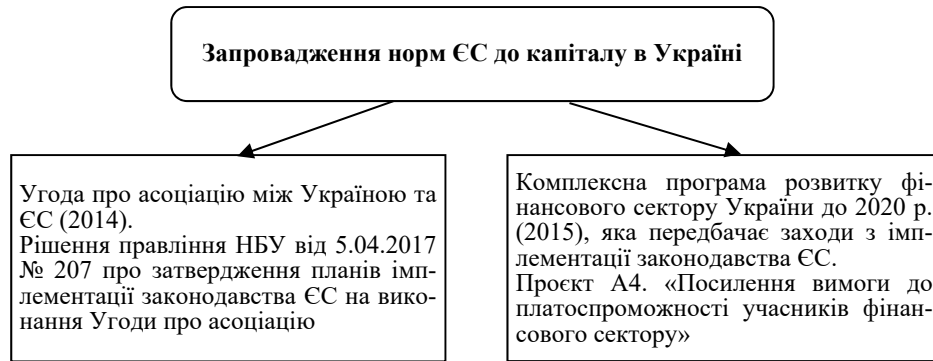 Запровадження норм ЄС до капіталу в Україні
Угода про асоціацію між Україною та
ЄС (2014).
Рішення правління НБУ від 5.04.2017
№ 207 про затвердження планів імп-
лементації законодавства ЄС на вико-
нання Угоди про асоціацію
Комплексна програма розвитку фі-
нансового сектору України до 2020 р.
(2015), яка передбачає заходи з імп-
лементації законодавства ЄС.
Проєкт А4. «Посилення вимоги до
платоспроможності учасників фінан-
сового сектору»